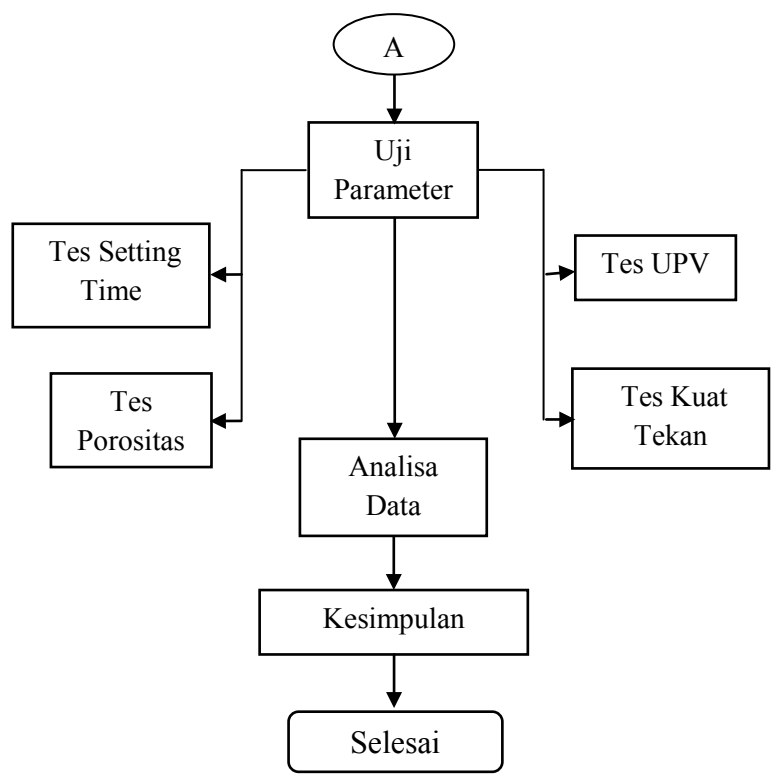 A
Uji
Parameter
Tes Setting
Time
Tes UPV
Tes
Porositas
Tes Kuat
Tekan
Analisa
Data
Kesimpulan
Selesai